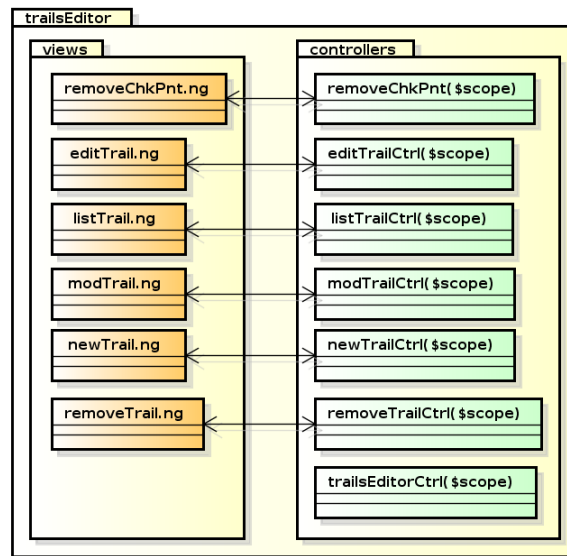 trailsEditor
views
controllers
removeChkPnt.ng
removeChkPnt($scope)
editTrail.ng
editTrailCtrl($scope)
listTrail.ng
listTrailCtrl($scope)
modTrail.ng
modTrailCtrl($scope)
newTrail.ng
newTrailCtrl($scope)
removeTrail.ng
removeTrailCtrl($scope)
trailsEditorCtrl($scope)